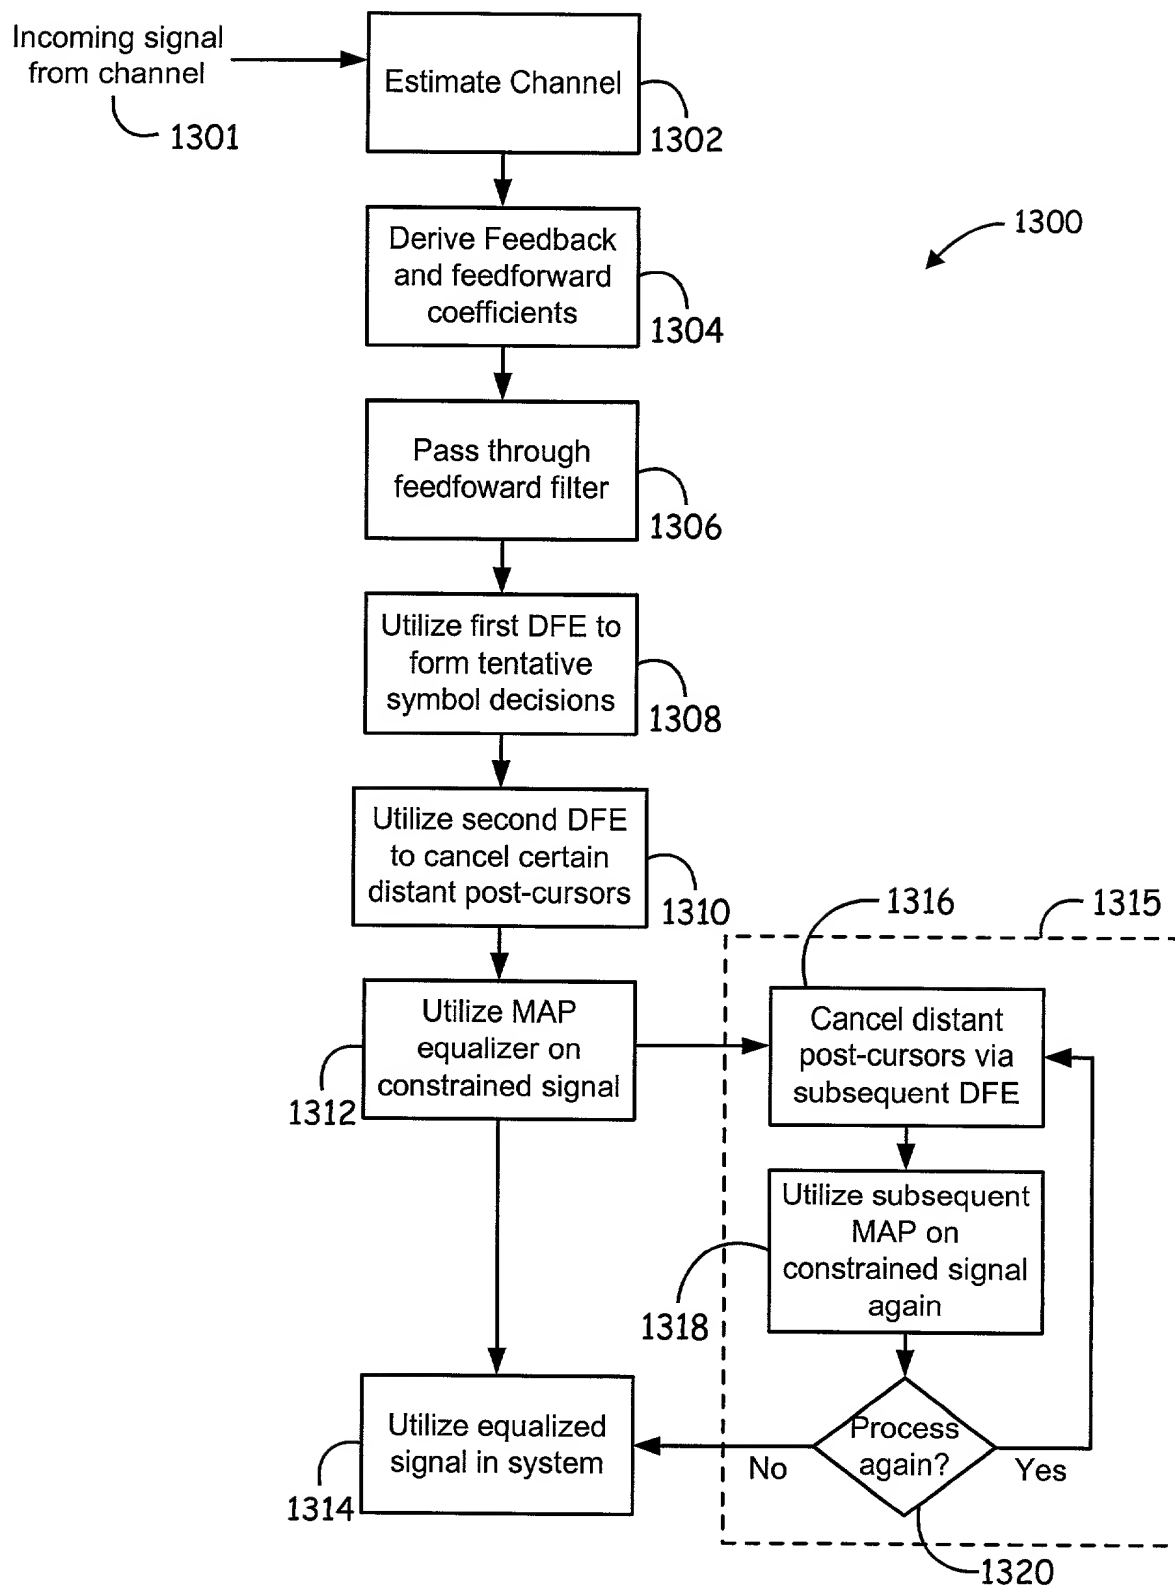 Incoming signal
from channel
1301
Estimate Channel
1302
1300
Derive Feedback
and feedforward
coefficients
1304
Pass through
feedfoward filter
1306
Utilize first DFE to
form tentative
symbol decisions
1308
Utilize second DFE
to cancel certain
distant post-cursors
1310
1316
1315
Utilize MAP
equalizer on
constrained signal
1312
Cancel distant
post-cursors via
subsequent DFE
Utilize subsequent
MAP on
constrained signal
again
1318
Utilize equalized
signal in system
1314
Process
again?
No
Yes
1320